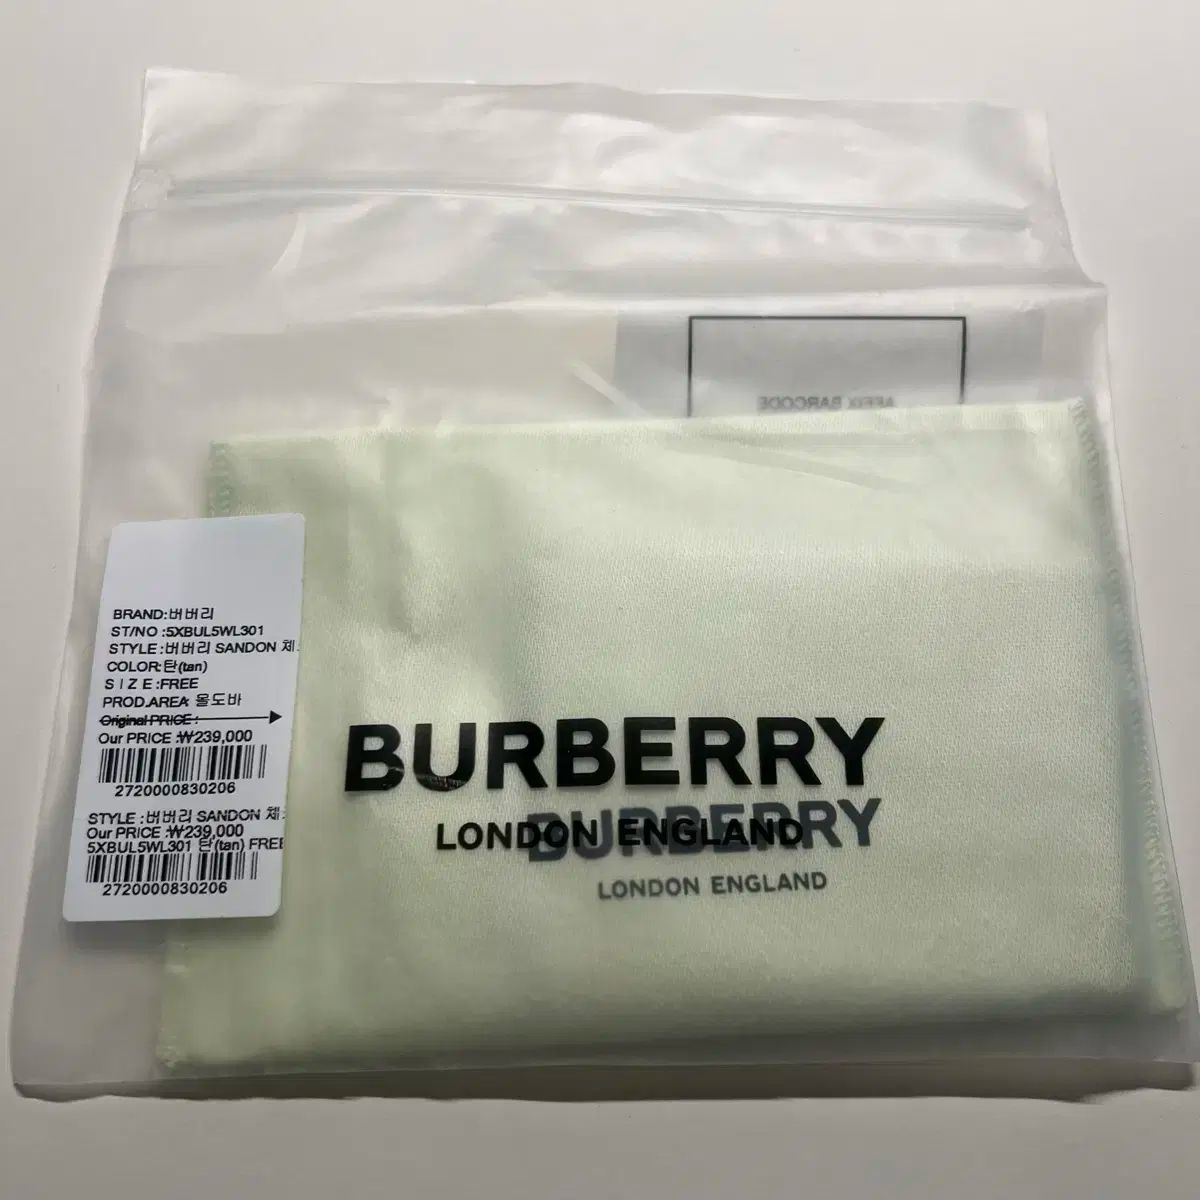 AFFIX BARCODE
BRAND:버버리
ST/NO :5XBUL5WL301
STYLE :버버리 SANDON 체
COLOR:탄(tan)
S I Z E :FREE
PROD.AREA: 몰도바
Original PRICE :
Our PRICE :₩239,000
2720000830206
STYLE :버버리 SANDON 체
Our PRICE :₩239,000
5XBUL5WL301 탄(tan) FREE
2720000830206
BURBERRY
LONDON ENGLAND
BURBERRY
LONDON ENGLAND